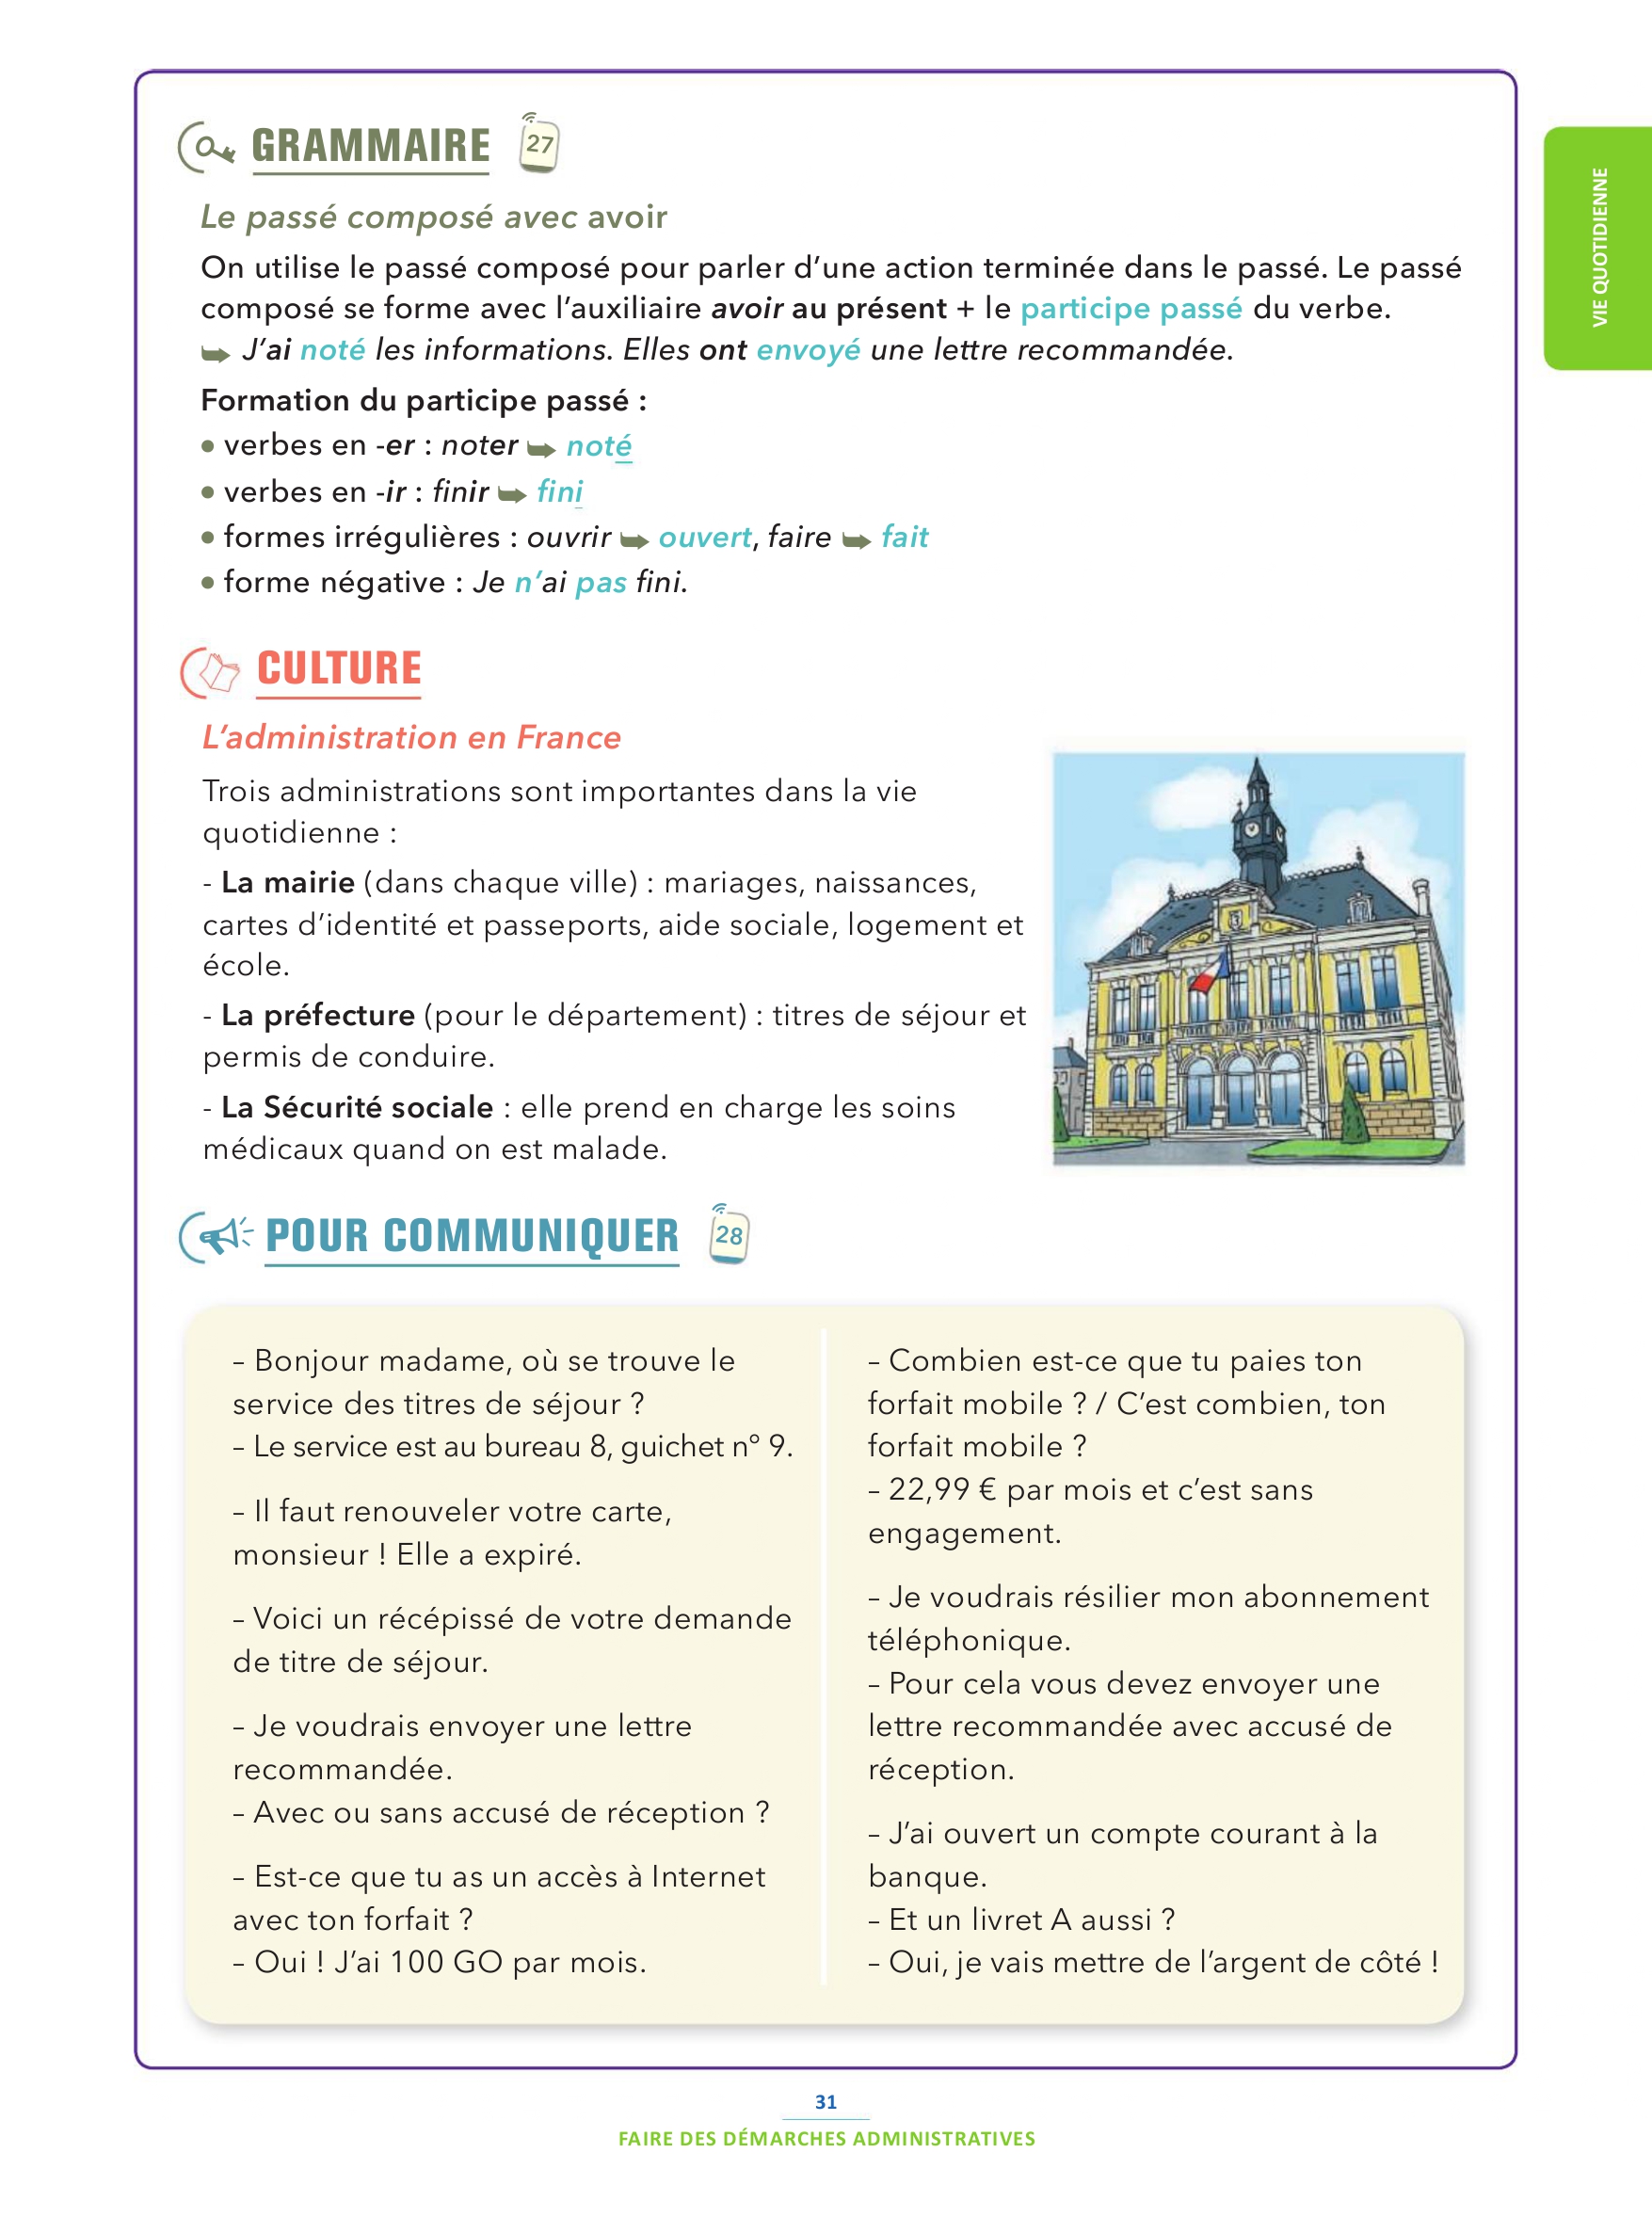 GRAMMAIRE 27
VIE QUOTIDIENNE
Le passé composé avec avoir
On utilise le passé composé pour parler d’une action terminée dans le passé. Le passé
composé se forme avec l’auxiliaire avoir au présent + le participe passé du verbe.
➥ J’ai noté les informations. Elles ont envoyé une lettre recommandée.
Formation du participe passé :
• verbes en -er : noter ➥ noté
• verbes en -ir : finir ➥ fini
• formes irrégulières : ouvrir ➥ ouvert, faire ➥ fait
• forme négative : Je n’ai pas fini.
CULTURE
L’administration en France
Trois administrations sont importantes dans la vie
quotidienne :
- La mairie (dans chaque ville) : mariages, naissances,
cartes d’identité et passeports, aide sociale, logement et
école.
- La préfecture (pour le département) : titres de séjour et
permis de conduire.
- La Sécurité sociale : elle prend en charge les soins
médicaux quand on est malade.
POUR COMMUNIQUER 28
– Bonjour madame, où se trouve le
service des titres de séjour ?
– Le service est au bureau 8, guichet n° 9.
– Il faut renouveler votre carte,
monsieur ! Elle a expiré.
– Voici un récépissé de votre demande
de titre de séjour.
– Je voudrais envoyer une lettre
recommandée.
– Avec ou sans accusé de réception ?
– Est-ce que tu as un accès à Internet
avec ton forfait ?
– Oui ! J’ai 100 GO par mois.
– Combien est-ce que tu paies ton
forfait mobile ? / C’est combien, ton
forfait mobile ?
– 22,99 € par mois et c’est sans
engagement.
– Je voudrais résilier mon abonnement
téléphonique.
– Pour cela vous devez envoyer une
lettre recommandée avec accusé de
réception.
– J’ai ouvert un compte courant à la
banque.
– Et un livret A aussi ?
– Oui, je vais mettre de l’argent de côté !
31
FAIRE DES DÉMARCHES ADMINISTRATIVES